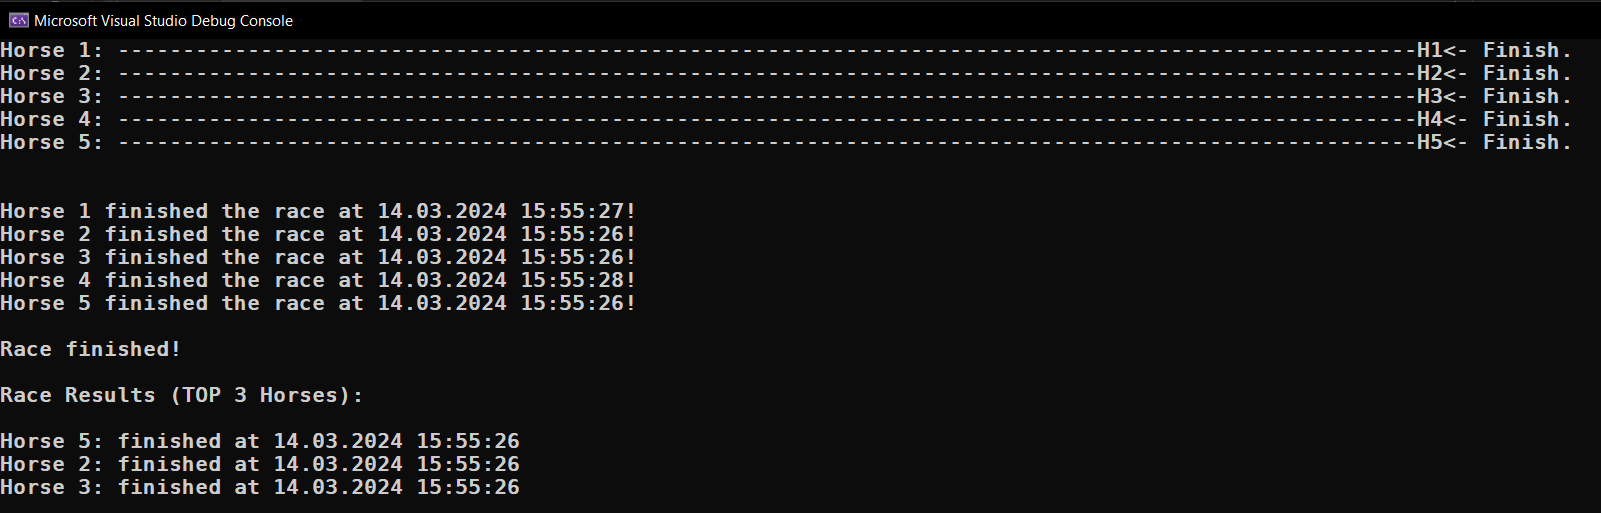 Microsoft Visual Studio Debug Console
Horse 1: ----------------------------------------------------------------------------------------------------H1<- Finish.
Horse 2: ----------------------------------------------------------------------------------------------------H2<- Finish.
Horse 3: ----------------------------------------------------------------------------------------------------H3<- Finish.
Horse 4: ----------------------------------------------------------------------------------------------------H4<- Finish.
Horse 5: ----------------------------------------------------------------------------------------------------H5<- Finish.
Horse 1 finished the race at 14.03.2024 15:55:27!
Horse 2 finished the race at 14.03.2024 15:55:26!
Horse 3 finished the race at 14.03.2024 15:55:26!
Horse 4 finished the race at 14.03.2024 15:55:28!
Horse 5 finished the race at 14.03.2024 15:55:26!
Race finished!
Race Results (TOP 3 Horses):
Horse 5: finished at 14.03.2024 15:55:26
Horse 2: finished at 14.03.2024 15:55:26
Horse 3: finished at 14.03.2024 15:55:26